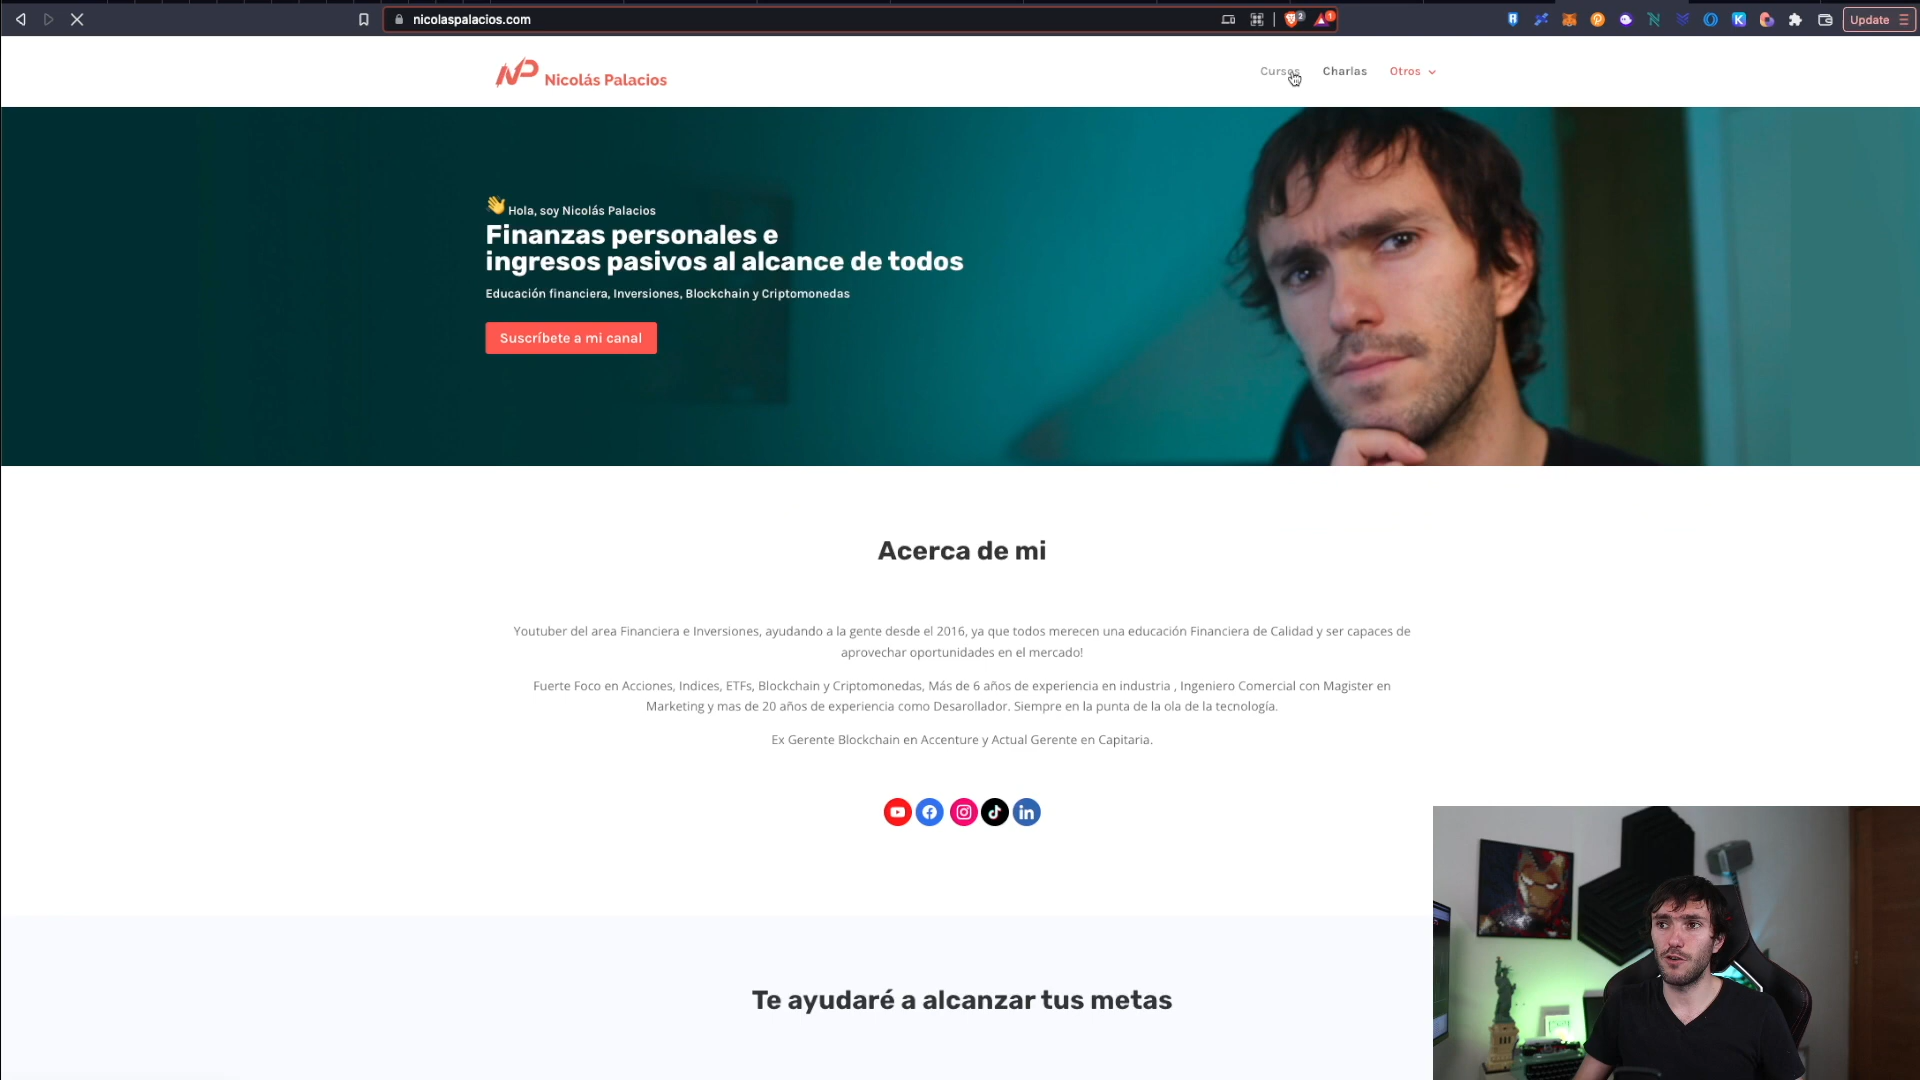 nicolaspalacios.com
2
1
Update
NP Nicolás Palacios
Cursos
Charlas
Otros
Hola, soy Nicolás Palacios
Finanzas personales e
ingresos pasivos al alcance de todos
Educación financiera, Inversiones, Blockchain y Criptomonedas
Suscríbete a mi canal
Acerca de mi
Youtuber del area Financiera e Inversiones, ayudando a la gente desde el 2016, ya que todos merecen una educación Financiera de Calidad y ser capaces de
aprovechar oportunidades en el mercado!
Fuerte Foco en Acciones, Indices, ETFs, Blockchain y Criptomonedas, Más de 6 años de experiencia en industria , Ingeniero Comercial con Magister en
Marketing y mas de 20 años de experiencia como Desarollador. Siempre en la punta de la ola de la tecnología.
Ex Gerente Blockchain en Accenture y Actual Gerente en Capitaria.
in
Te ayudaré a alcanzar tus metas